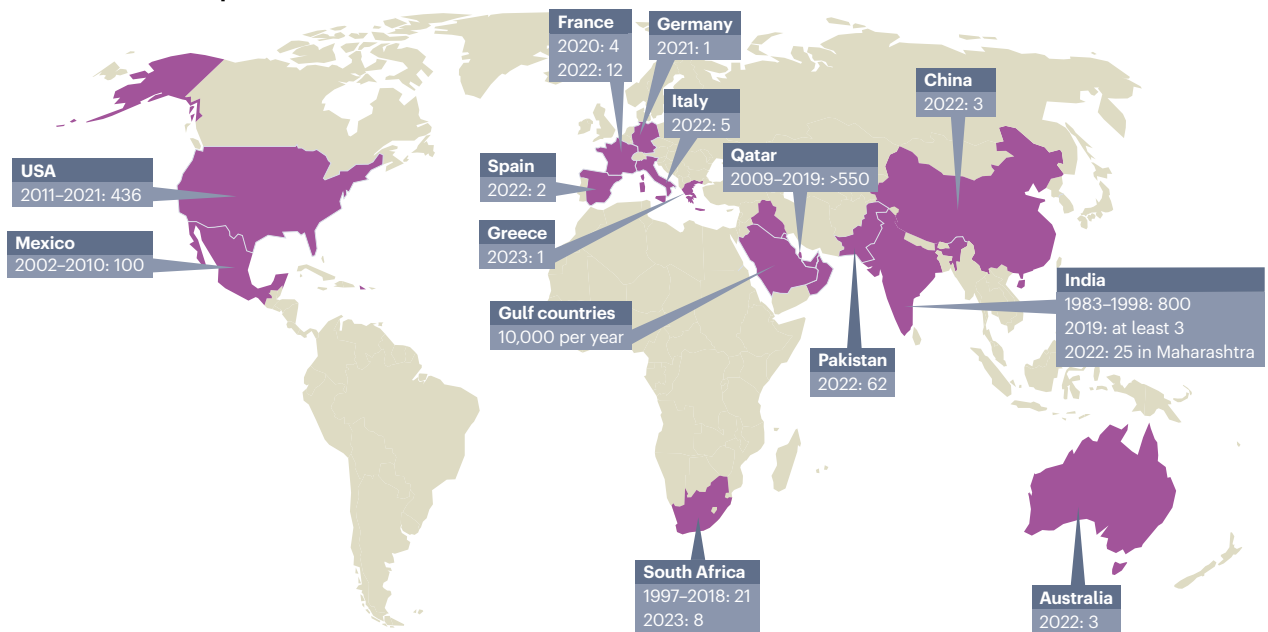 France
2020: 4
2022: 12
Germany
2021: 1
Italy
2022: 5
China
2022: 3
USA
2011–2021: 436
Spain
2022: 2
Qatar
2009–2019: >550
Mexico
2002–2010: 100
Greece
2023: 1
Gulf countries
10,000 per year
India
1983–1998: 800
2019: at least 3
2022: 25 in Maharashtra
Pakistan
2022: 62
South Africa
1997–2018: 21
2023: 8
Australia
2022: 3